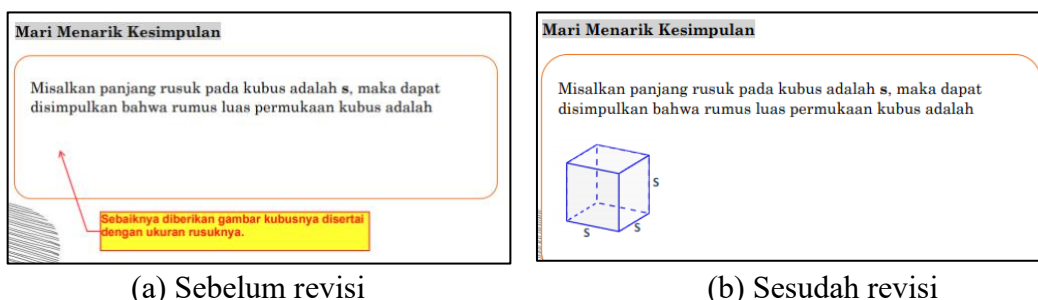 Mari Menarik Kesimpulan
Misalkan panjang rusuk pada kubus adalah s, maka dapat
disimpulkan bahwa rumus luas permukaan kubus adalah
Sebaiknya diberikan gambar kubusnya disertai
dengan ukuran rusuknya.
(a) Sebelum revisi
Mari Menarik Kesimpulan
Misalkan panjang rusuk pada kubus adalah s, maka dapat
disimpulkan bahwa rumus luas permukaan kubus adalah
S
S
S
(b) Sesudah revisi